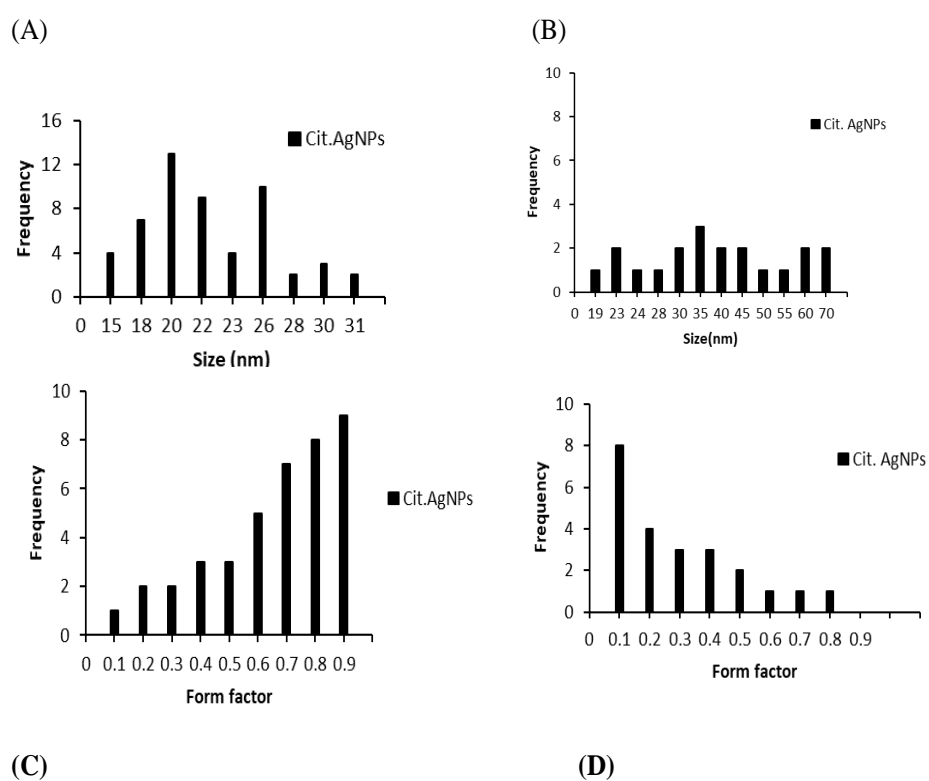 (A)
16
12
8
4
0
Frequency
Cit.AgNPs
0 15 18 20 22 23 26 28 30 31
Size (nm)
(B)
10
8
6
4
2
0
Frequency
Cit. AgNPs
0 19 23 24 28 30 35 40 45 50 55 60 70
Size(nm)
10
8
6
4
2
0
Frequency
Cit.AgNPs
0 0.1 0.2 0.3 0.4 0.5 0.6 0.7 0.8 0.9
Form factor
10
8
6
4
2
0
Frequency
Cit. AgNPs
0 0.1 0.2 0.3 0.4 0.5 0.6 0.7 0.8 0.9
Form factor
(C)
(D)